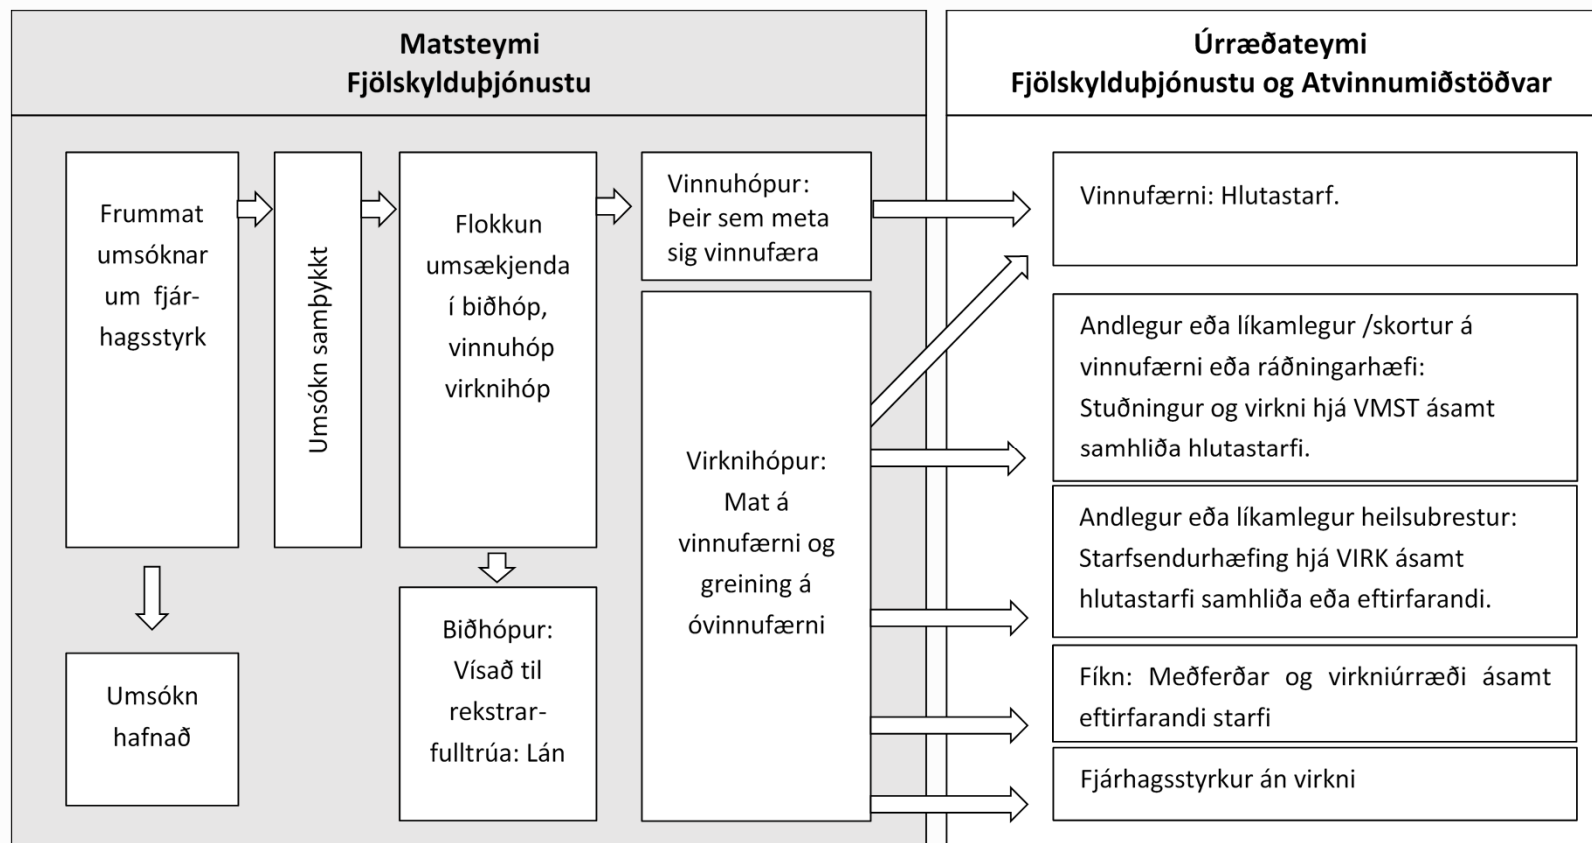 Matsteymi
Fjölskylduþjónustu
Úrræðateymi
Fjölskylduþjónustu og Atvinnumiðstöðvar
Frummat
umsóknar
um fjár-
hagsstyrk
Umsókn samþykkt
Flokkun
umsækjenda
í biðhóp,
vinnuhóp
virknihóp
Vinnuhópur:
Þeir sem meta
sig vinnufæra
Virknihópur:
Mat á
vinnufærni og
greining á
óvinnufærni
Umsókn
hafnað
Biðhópur:
Vísað til
rekstrar-
fulltrúa: Lán
Vinnufærni: Hlutastarf.
Andlegur eða líkamlegur /skortur á
vinnufærni eða ráðningarhæfi:
Stuðningur og virkni hjá VMST ásamt
samhliða hlutastarfi.
Andlegur eða líkamlegur heilsubrestur:
Starfsendurhæfing hjá VIRK ásamt
hlutastarfi samhliða eða eftirfarandi.
Fíkn: Meðferðar og virkniúrræði ásamt
eftirfarandi starfi
Fjárhagsstyrkur án virkni